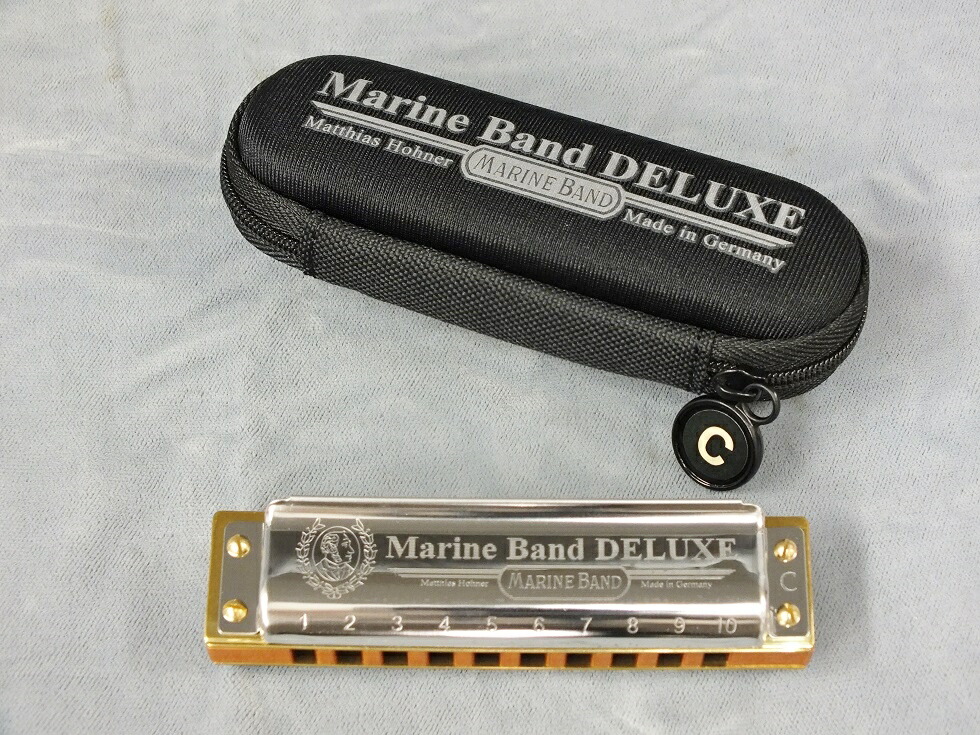 Marine Band DELUXE
Matthias Hohner MARINE BAND Made in Germany
C
Marine Band DELUXE
Matthias Hohner MARINE BAND Made in Germany
C
1 2 3 4 5 6 7 8 9 10